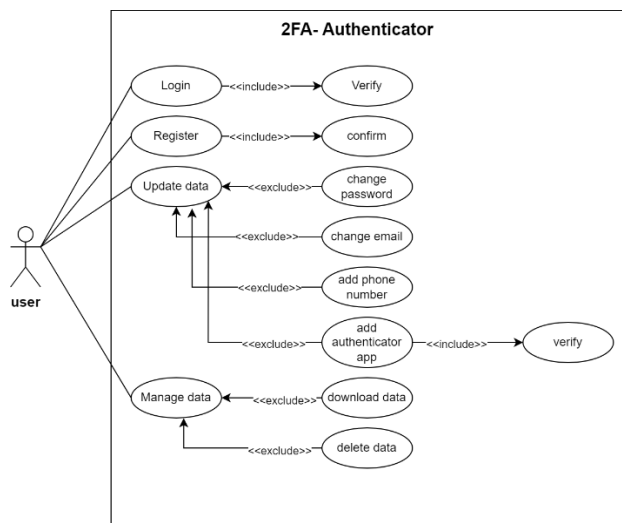 2FA- Authenticator
Login
<<include>>
Verify
Register
<<include>>
confirm
Update data
<<exclude>>
change
password
<<exclude>>
change email
<<exclude>>
add phone
number
user
<<exclude>>
add
authenticator
app
<<include>>
verify
Manage data
<<exclude>>
download data
<<exclude>>
delete data